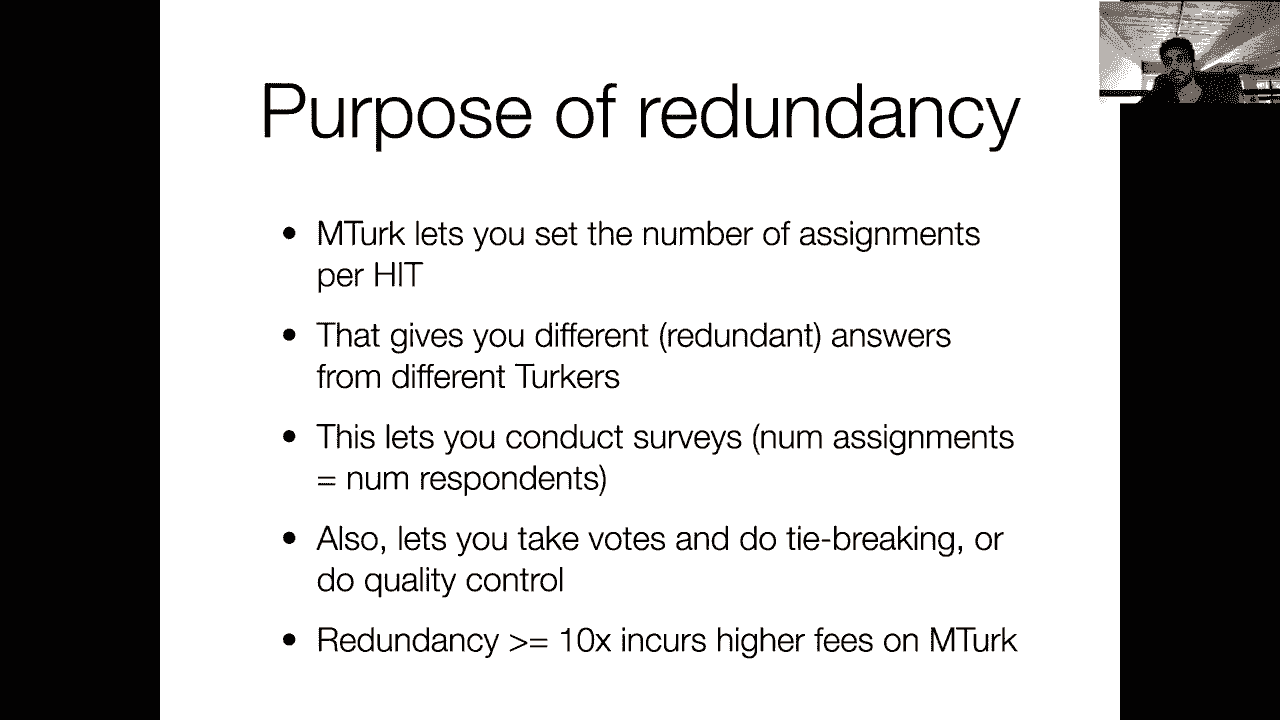 Purpose of redundancy
• MTurk lets you set the number of assignments
per HIT
• That gives you different (redundant) answers
from different Turkers
• This lets you conduct surveys (num assignments
= num respondents)
• Also, lets you take votes and do tie-breaking, or
do quality control
• Redundancy >= 10x incurs higher fees on MTurk